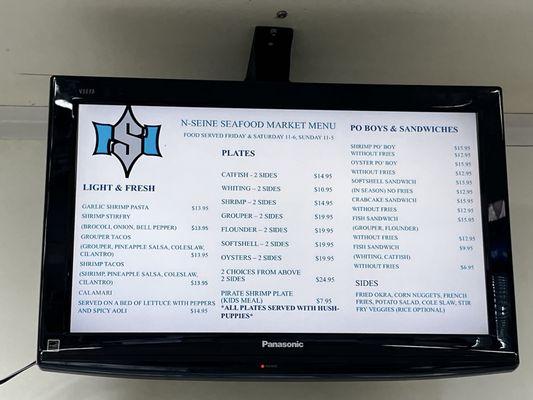 VIERA
NSI
N-SEINE SEAFOOD MARKET MENU
FOOD SERVED FRIDAY & SATURDAY 11-6, SUNDAY 11-5
LIGHT & FRESH
GARLIC SHRIMP PASTA $13.95
SHRIMP STIRFRY
(BROCOLI, ONION, BELL PEPPER) $13.95
GROUPER TACOS
(GROUPER, PINEAPPLE SALSA, COLESLAW,
CILANTRO) $13.95
SHRIMP TACOS
(SHRIMP, PINEAPPLE SALSA, COLESLAW,
CILANTRO) $13.95
CALAMARI
SERVED ON A BED OF LETTUCE WITH PEPPERS
AND SPICY AOLI $14.95
PLATES
CATFISH – 2 SIDES $14.95
WHITING – 2 SIDES $10.95
SHRIMP – 2 SIDES $14.95
GROUPER – 2 SIDES $19.95
FLOUNDER – 2 SIDES $19.95
SOFTSHELL – 2 SIDES $19.95
OYSTERS – 2 SIDES $19.95
2 CHOICES FROM ABOVE
2 SIDES $24.95
PIRATE SHRIMP PLATE
(KIDS MEAL) $7.95
*ALL PLATES SERVED WITH HUSH-
PUPPIES*
PO BOYS & SANDWICHES
SHRIMP PO' BOY $15.95
WITHOUT FRIES $12.95
OYSTER PO' BOY $15.95
WITHOUT FRIES $12.95
SOFTSHELL SANDWICH $15.95
(IN SEASON) NO FRIES $12.95
CRABCAKE SANDWICH $15.95
WITHOUT FRIES $12.95
FISH SANDWICH $15.95
(GROUPER, FLOUNDER)
WITHOUT FRIES $12.95
FISH SANDWICH $9.95
(WHITING, CATFISH)
WITHOUT FRIES $6.95
SIDES
FRIED OKRA, CORN NUGGETS, FRENCH
FRIES, POTATO SALAD, COLE SLAW, STIR
FRY VEGGIES (RICE OPTIONAL)
Panasonic